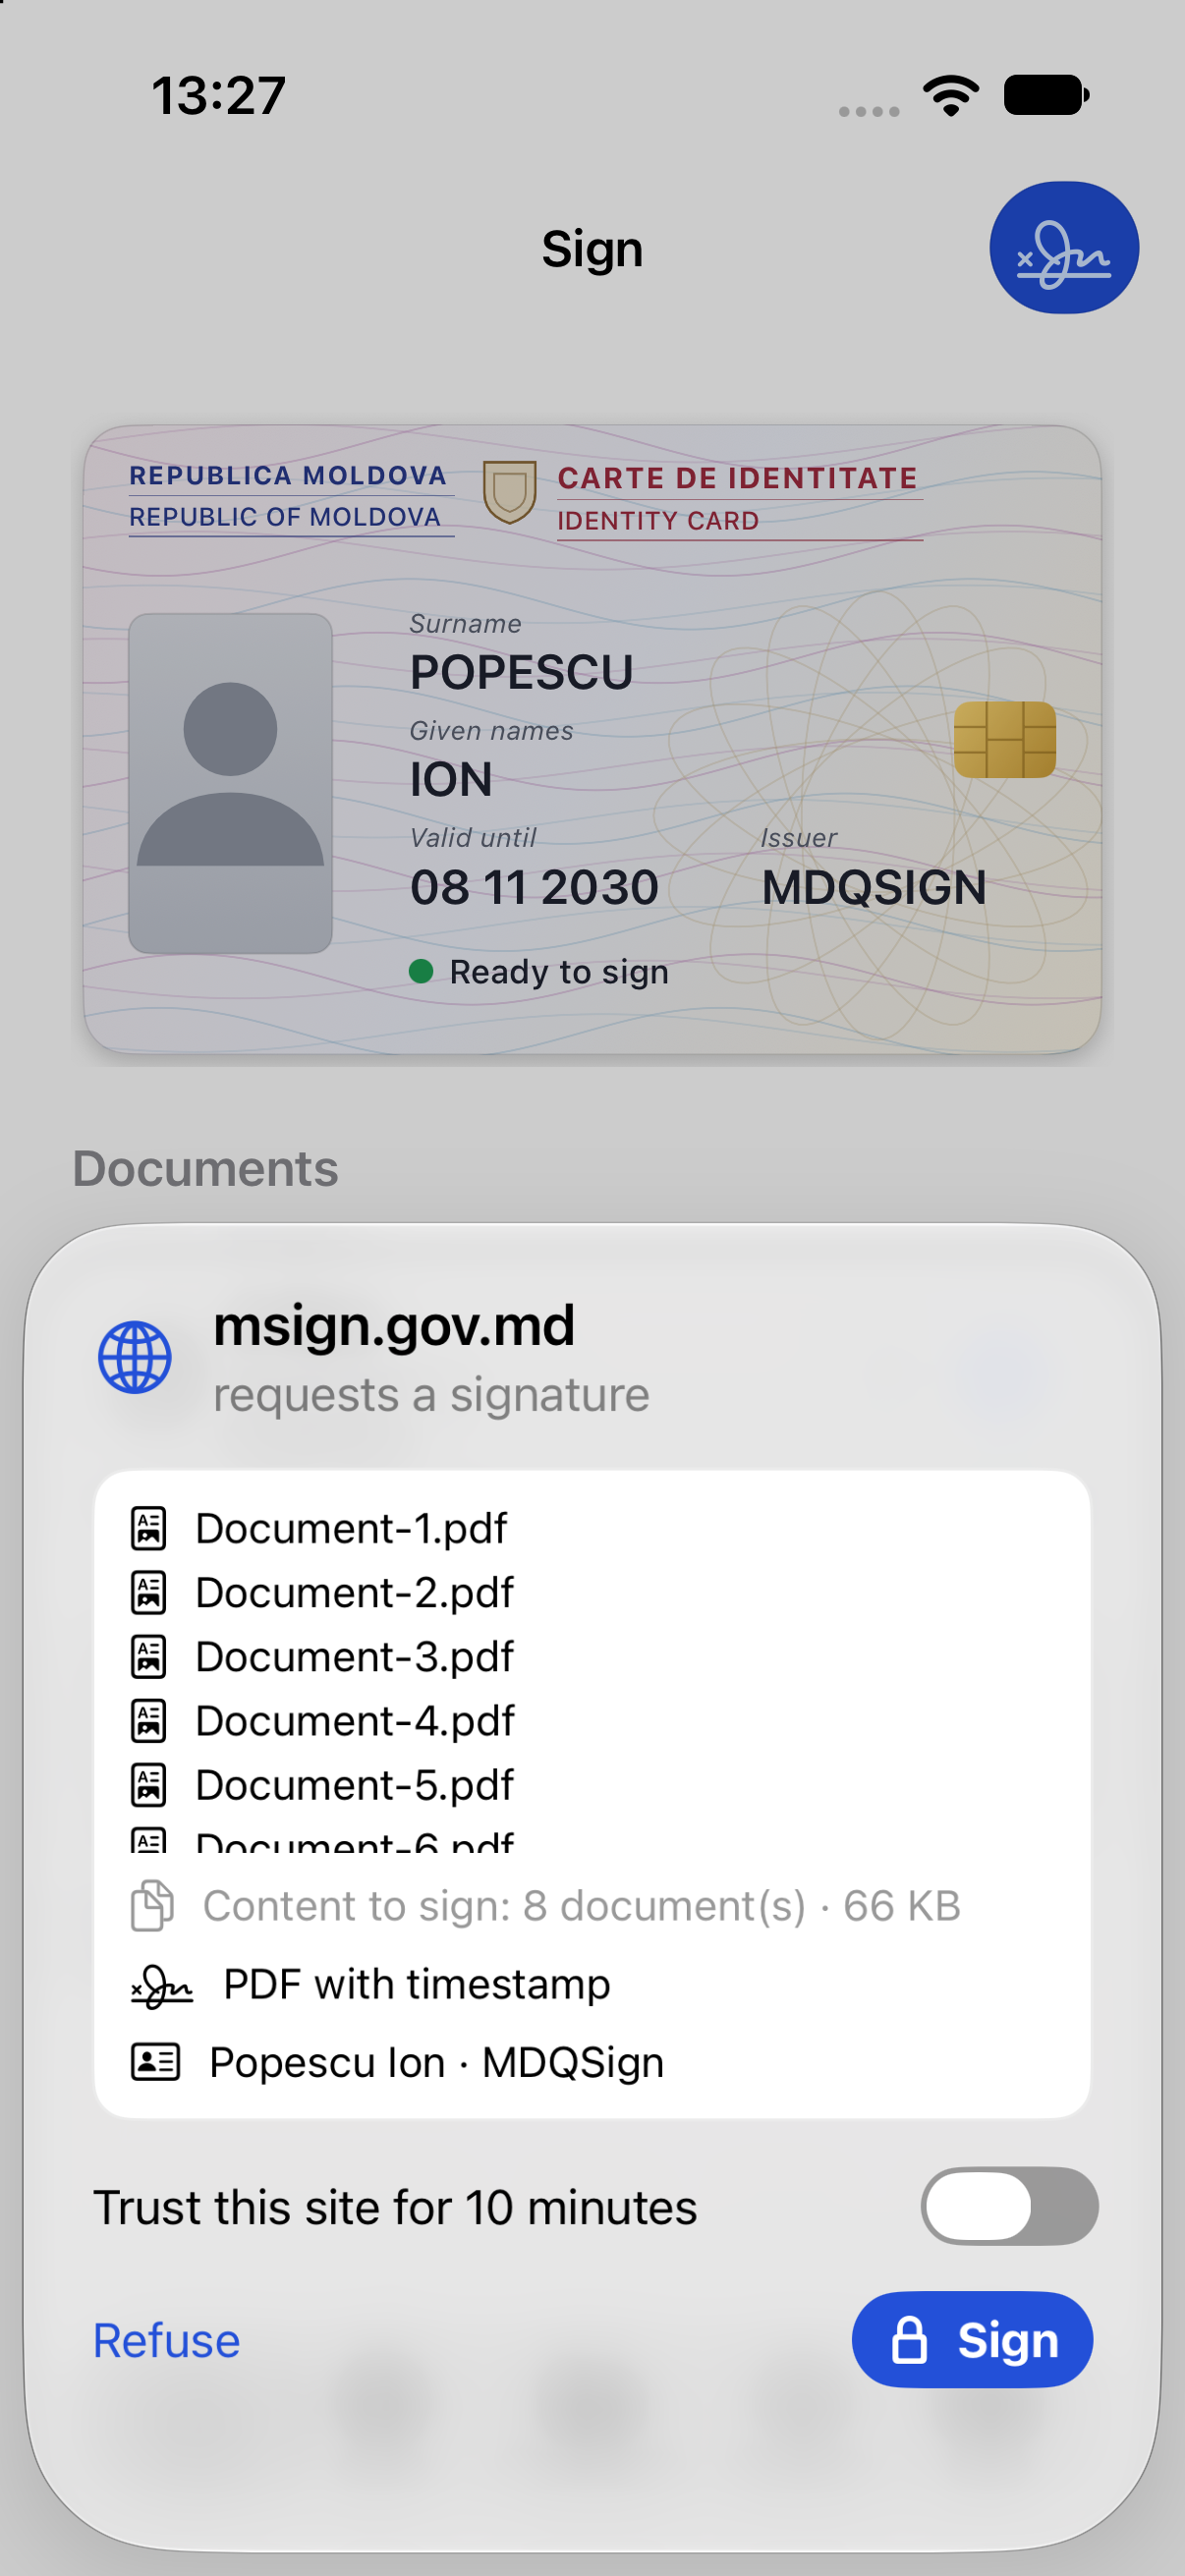 13:27
Sign
REPUBLICA MOLDOVA
REPUBLIC OF MOLDOVA
CARTE DE IDENTITATE
IDENTITY CARD
Surname
POPESCU
Given names
ION
Valid until
08 11 2030
Issuer
MDQSIGN
Ready to sign
Documents
msign.gov.md
requests a signature
Document-1.pdf
Document-2.pdf
Document-3.pdf
Document-4.pdf
Document-5.pdf
Document-6.pdf
Content to sign: 8 document(s) · 66 KB
PDF with timestamp
Popescu Ion · MDQSign
Trust this site for 10 minutes
Refuse
Sign